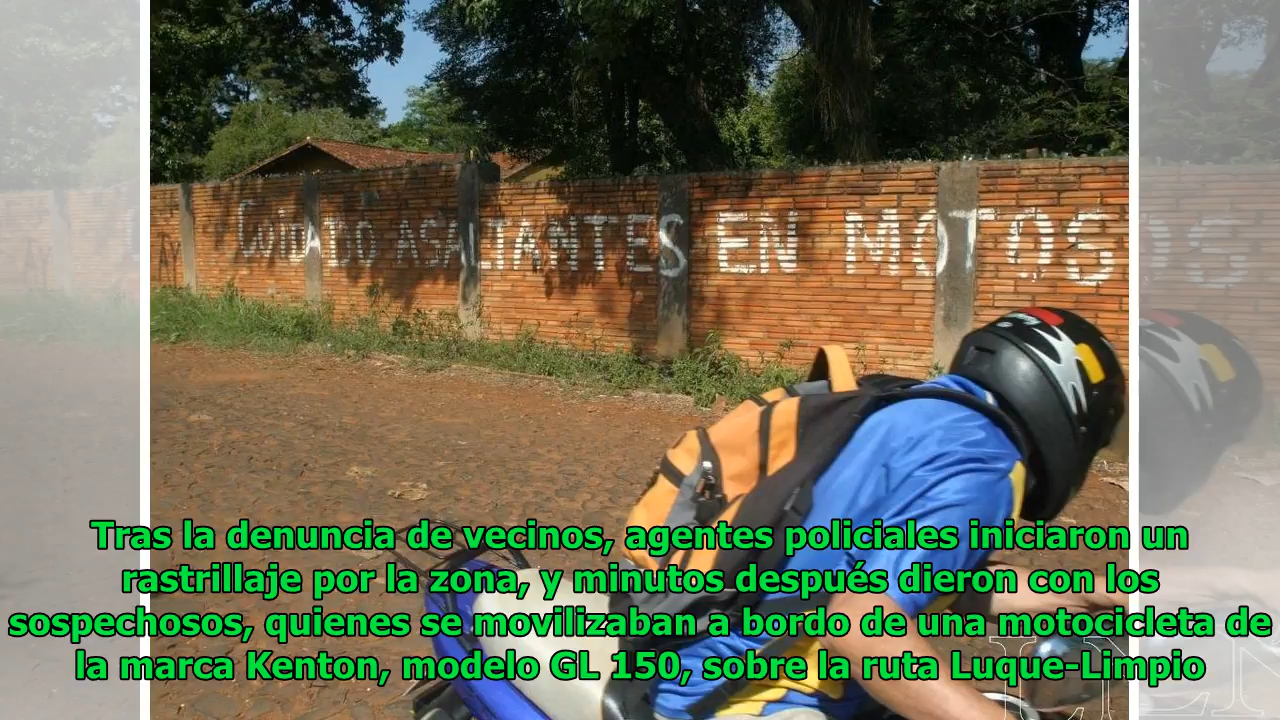 Cuidado ASALTANTES EN MOTOS
Tras la denuncia de vecinos, agentes policiales iniciaron un
rastrillaje por la zona, y minutos después dieron con los
sospechosos, quienes se movilizaban a bordo de una motocicleta de
la marca Kenton, modelo GL 150, sobre la ruta Luque-Limpio